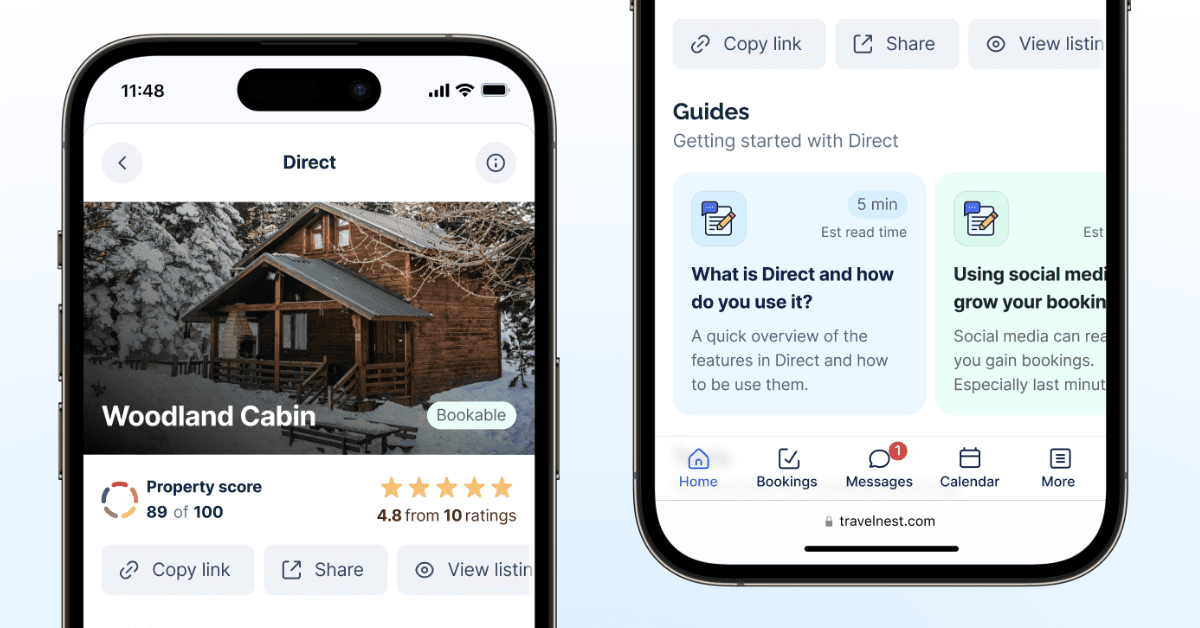 11:48
Direct
Woodland Cabin
Bookable
Property score
89 of 100
4.8 from 10 ratings
Copy link
Share
View listin
Copy link
Share
View listin
Guides
Getting started with Direct
5 min
Est read time
What is Direct and how
do you use it?
A quick overview of the
features in Direct and how
to be use them.
Est
Using social medi
grow your bookin
Social media can rea
you gain bookings.
Especially last minut
1
Home
Bookings
Messages
Calendar
More
travelnest.com